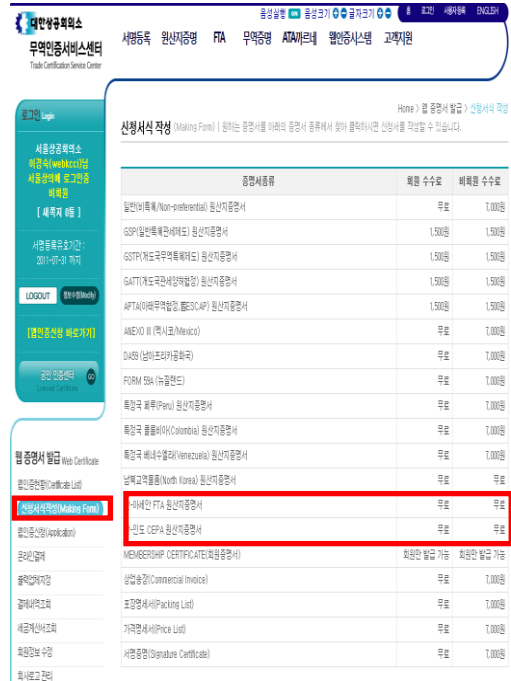 음성실행 음성크기 글자크기
홈 로그인 사용자등록 ENGLISH
대한상공회의소
무역인증서비스센터
Trade Certification Service Center
서명등록 원산지증명 FTA 무역증명 ATA까르네 웹인증시스템 고객지원
로그인 Login
서울상공회의소
이경숙(webkcci)님
서울상의에 로그인중
비회원
[ 새쪽지 0통 ]
서명등록유효기간 :
2011-07-31 까지
LOGOUT 정보수정(Modify)
[웹인증신청 바로가기]
공인 인증센터 GO
Licensed Certificate
웹 증명서 발급 Web Certificate
웹인증현황(Certificate List)
신청서식작성(Making Form)
웹인증신청(Application)
온라인결제
출력업체지정
결제내역조회
세금계산서조회
회원정보 수정
회사로고 관리
Home > 웹 증명서 발급 > 신청서식 작성
신청서식 작성 (Making Form) | 원하는 증명서를 아래의 증명서 종류에서 찾아 클릭하시면 신청서를 작성할 수 있습니다.
증명서종류 회원 수수료 비회원 수수료
일반(비특혜/Non-preferential) 원산지증명서 무료 7,000원
GSP(일반특혜관세제도) 원산지증명서 1,500원 1,500원
GSTP(개도국무역특혜제도) 원산지증명서 1,500원 1,500원
GATT(개도국관세양허협정) 원산지증명서 1,500원 1,500원
APTA(아태무역협정,舊ESCAP) 원산지증명서 1,500원 1,500원
ANEXO III (멕시코/Mexico) 무료 7,000원
DA59 (남아프리카공화국) 무료 7,000원
FORM 59A (뉴질랜드) 무료 7,000원
특정국 페루(Peru) 원산지증명서 무료 7,000원
특정국 콜롬비아(Colombia) 원산지증명서 무료 7,000원
특정국 베네수엘라(Venezuela) 원산지증명서 무료 7,000원
남북교역물품(North Korea) 원산지증명서 무료 무료
-아세안 FTA 원산지증명서 무료 무료
-인도 CEPA 원산지증명서 무료 무료
MEMBERSHIP CERTIFICATE(회원증명서) 회원만 발급 가능 회원만 발급 가능
상업송장(Commercial Invoice) 무료 7,000원
포장명세서(Packing List) 무료 7,000원
가격명세서(Price List) 무료 7,000원
서명증명(Signature Certificate) 무료 7,000원